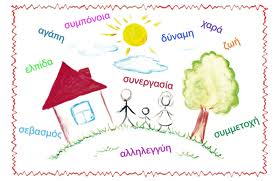 συμπόνοια
αγάπη
δύναμη
χαρά
ζωή
ελπίδα
συνεργασία
σεβασμός
συμμετοχή
αλληλεγγύη